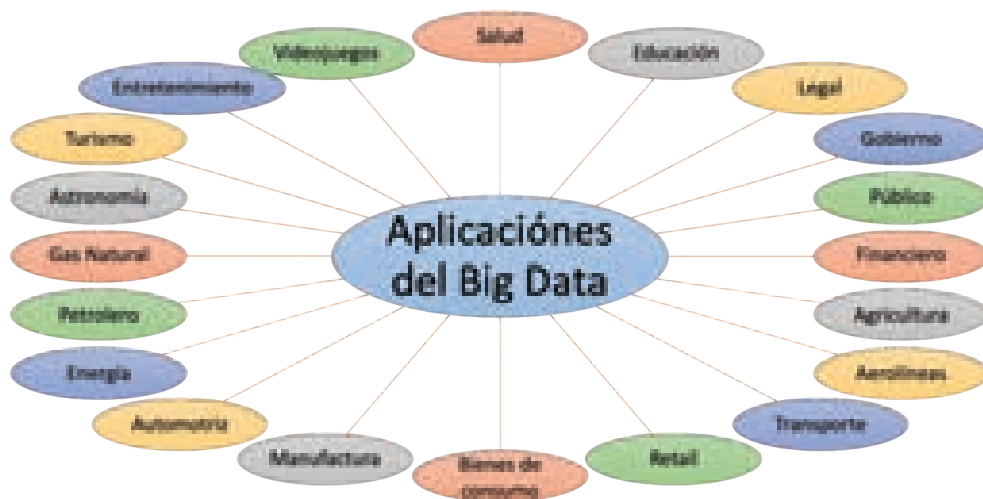 Salud
Videojuegos
Educación
Entretenimiento
Legal
Turismo
Gobierno
Astronomía
Público
Aplicaciónes
del Big Data
Gas Natural
Financiero
Petrolero
Agricultura
Energía
Aerolíneas
Automotriz
Transporte
Manufactura
Bienes de
consumo
Retail